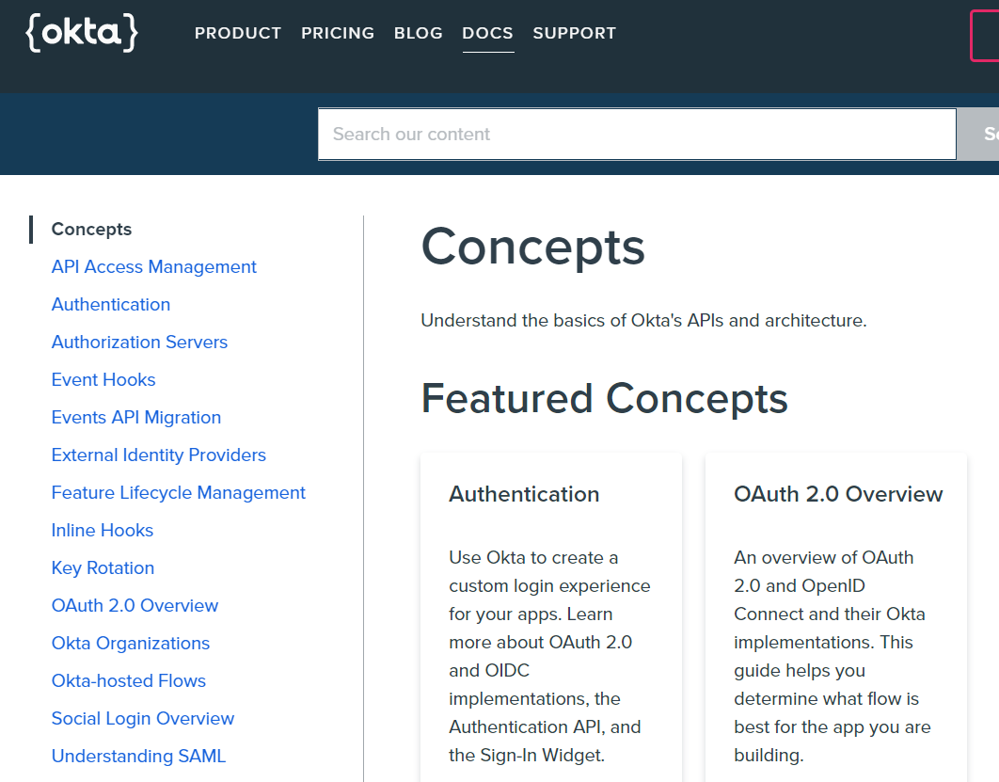 {okta}
PRODUCT PRICING BLOG DOCS SUPPORT
Search our content
Concepts
API Access Management
Authentication
Authorization Servers
Event Hooks
Events API Migration
External Identity Providers
Feature Lifecycle Management
Inline Hooks
Key Rotation
OAuth 2.0 Overview
Okta Organizations
Okta-hosted Flows
Social Login Overview
Understanding SAML
Concepts
Understand the basics of Okta's APIs and architecture.
Featured Concepts
Authentication
Use Okta to create a
custom login experience
for your apps. Learn
more about OAuth 2.0
and OIDC
implementations, the
Authentication API, and
the Sign-In Widget.
OAuth 2.0 Overview
An overview of OAuth
2.0 and OpenID
Connect and their Okta
implementations. This
guide helps you
determine what flow is
best for the app you are
building.